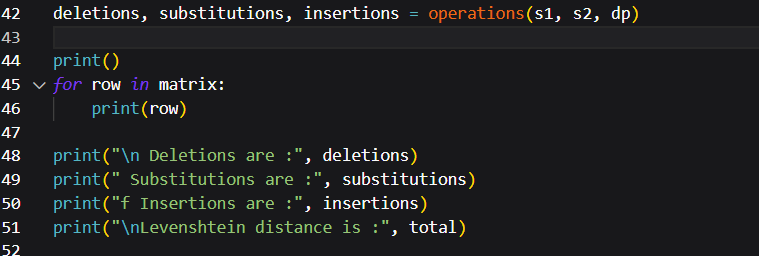 42 deletions, substitutions, insertions = operations(s1, s2, dp)
43
44 print()
45 for row in matrix:
46     print(row)
47
48 print("\n Deletions are :", deletions)
49 print(" Substitutions are :", substitutions)
50 print("f Insertions are :", insertions)
51 print("\nLevenshtein distance is :", total)
52